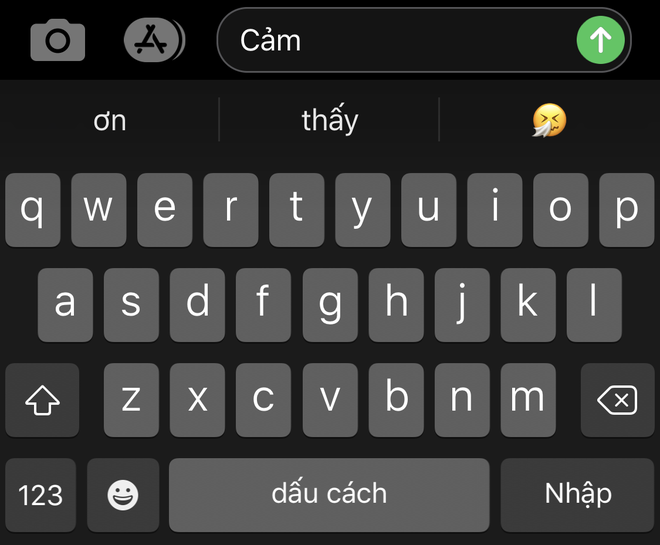 Cảm
ơn thấy 🤧
q w e r t y u i o p
a s d f g h j k l
z x c v b n m
123 dấu cách Nhập